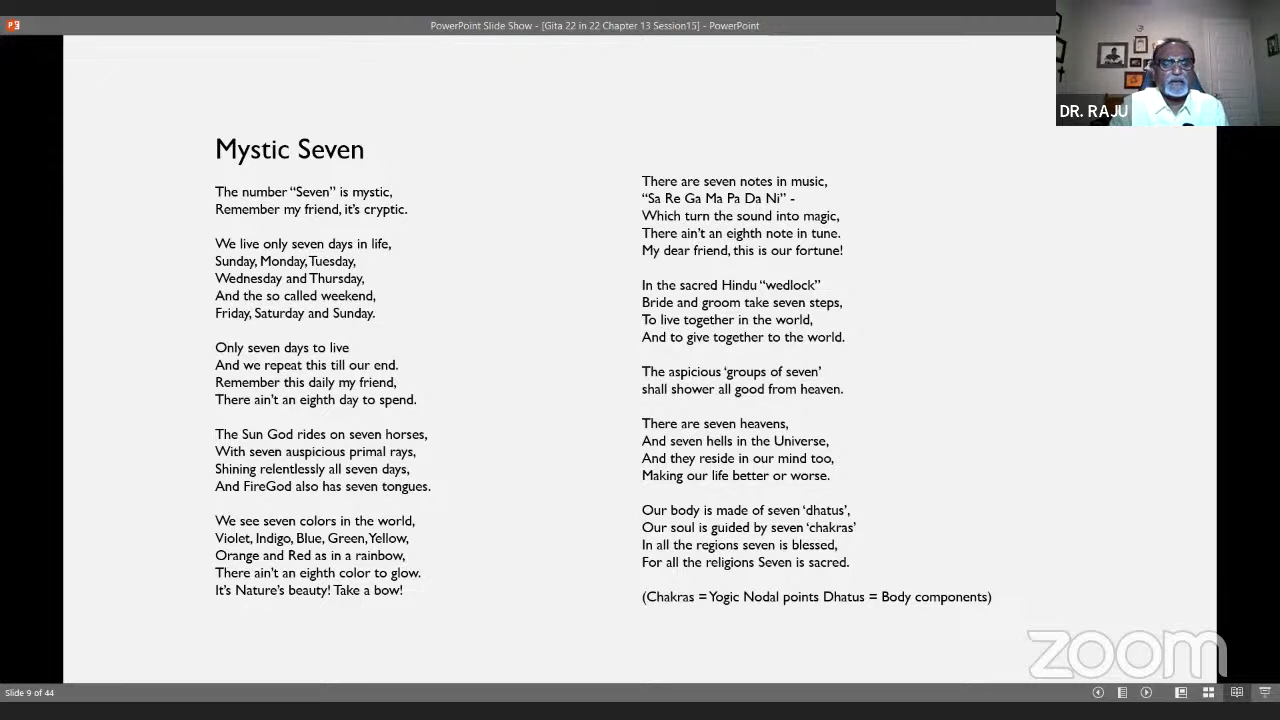 PowerPoint Slide Show - [Gita 22 in 22 Chapter 13 Session15] - PowerPoint
DR. RAJU
Mystic Seven
The number “Seven” is mystic,
Remember my friend, it’s cryptic.
We live only seven days in life,
Sunday, Monday, Tuesday,
Wednesday and Thursday,
And the so called weekend,
Friday, Saturday and Sunday.
Only seven days to live
And we repeat this till our end.
Remember this daily my friend,
There ain’t an eighth day to spend.
The Sun God rides on seven horses,
With seven auspicious primal rays,
Shining relentlessly all seven days,
And FireGod also has seven tongues.
We see seven colors in the world,
Violet, Indigo, Blue, Green, Yellow,
Orange and Red as in a rainbow,
There ain’t an eighth color to glow.
It’s Nature’s beauty! Take a bow!
There are seven notes in music,
“Sa Re Ga Ma Pa Da Ni” -
Which turn the sound into magic,
There ain’t an eighth note in tune.
My dear friend, this is our fortune!
In the sacred Hindu “wedlock”
Bride and groom take seven steps,
To live together in the world,
And to give together to the world.
The aspicious ‘groups of seven’
shall shower all good from heaven.
There are seven heavens,
And seven hells in the Universe,
And they reside in our mind too,
Making our life better or worse.
Our body is made of seven ‘dhatus’,
Our soul is guided by seven ‘chakras’
In all the regions seven is blessed,
For all the religions Seven is sacred.
(Chakras = Yogic Nodal points Dhatus = Body components)
zoom
Slide 9 of 44